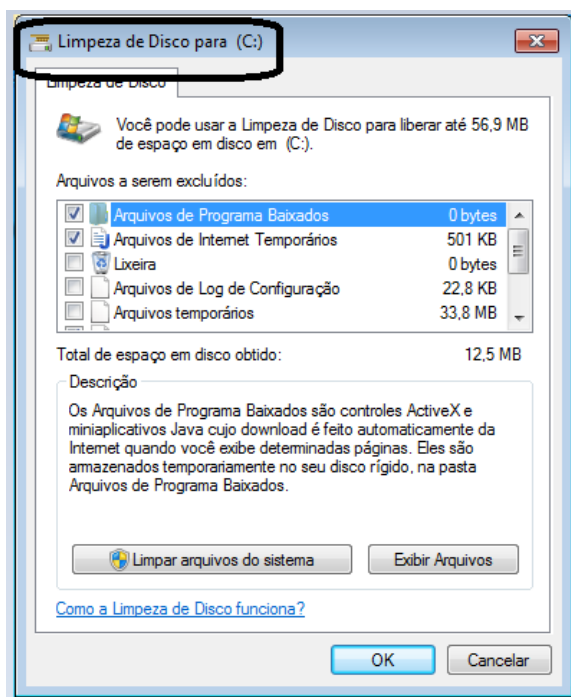 Limpeza de Disco para (C:)
Limpeza de Disco
Você pode usar a Limpeza de Disco para liberar até 56,9 MB
de espaço em disco em (C:).
Arquivos a serem excluídos:
Arquivos de Programa Baixados 0 bytes
Arquivos de Internet Temporários 501 KB
Lixeira 0 bytes
Arquivos de Log de Configuração 22,8 KB
Arquivos temporários 33,8 MB
Total de espaço em disco obtido: 12,5 MB
Descrição
Os Arquivos de Programa Baixados são controles ActiveX e
miniaplicativos Java cujo download é feito automaticamente da
Internet quando você exibe determinadas páginas. Eles são
armazenados temporariamente no seu disco rígido, na pasta
Arquivos de Programa Baixados.
Limpar arquivos do sistema Exibir Arquivos
Como a Limpeza de Disco funciona?
OK Cancelar